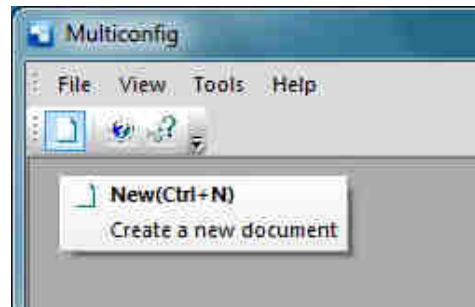 Multiconfig
File View Tools Help
New(Ctrl+N)
Create a new document